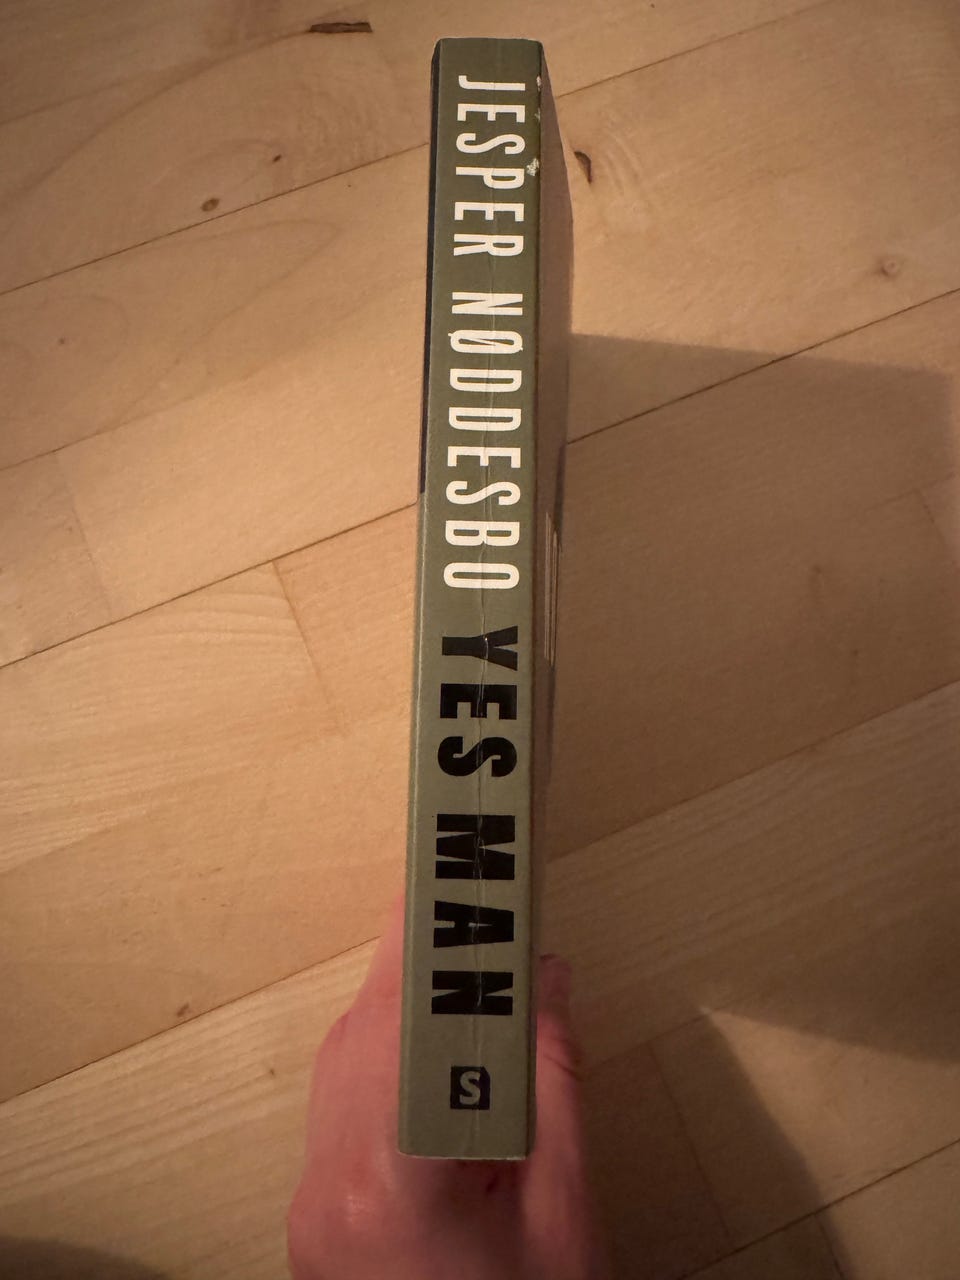 JESPER NØDDESBO YES MAN
S